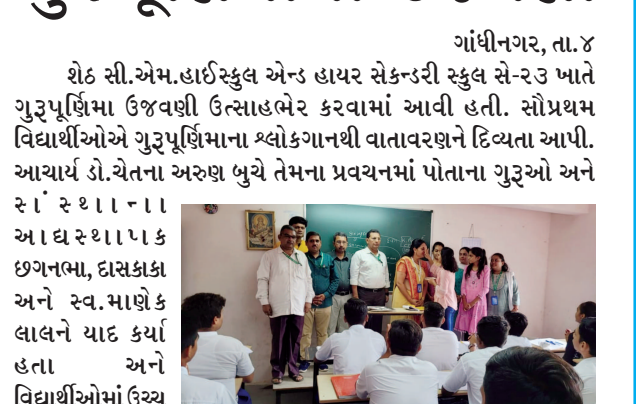 ગાંધીનગર, તા.૪
શેઠ સી.એમ.હાઈસ્કુલ એન્ડ હાયર સેકન્ડરી સ્કુલ સે-૨૩ ખાતે
ગુરૂપૂર્ણિમા ઉજવણી ઉત્સાહભેર કરવામાં આવી હતી. સૌપ્રથમ
વિદ્યાર્થીઓએ ગુરૂપૂર્ણિમાના શ્લોકગાનથી વાતાવરણને દિવ્યતા આપી.
આચાર્ય ડો.ચેતના અરુણ બુચે તેમના પ્રવચનમાં પોતાના ગુરૂઓ અને
સાંસ્થાાનાા
આદ્યસ્થાાપાક
છગનભા, દાસકાકા
અને સ્વ.માણેક
લાલને યાદ કર્યા
હતા અને
વિદ્યાર્થીઓમાં ઉચ્ચ